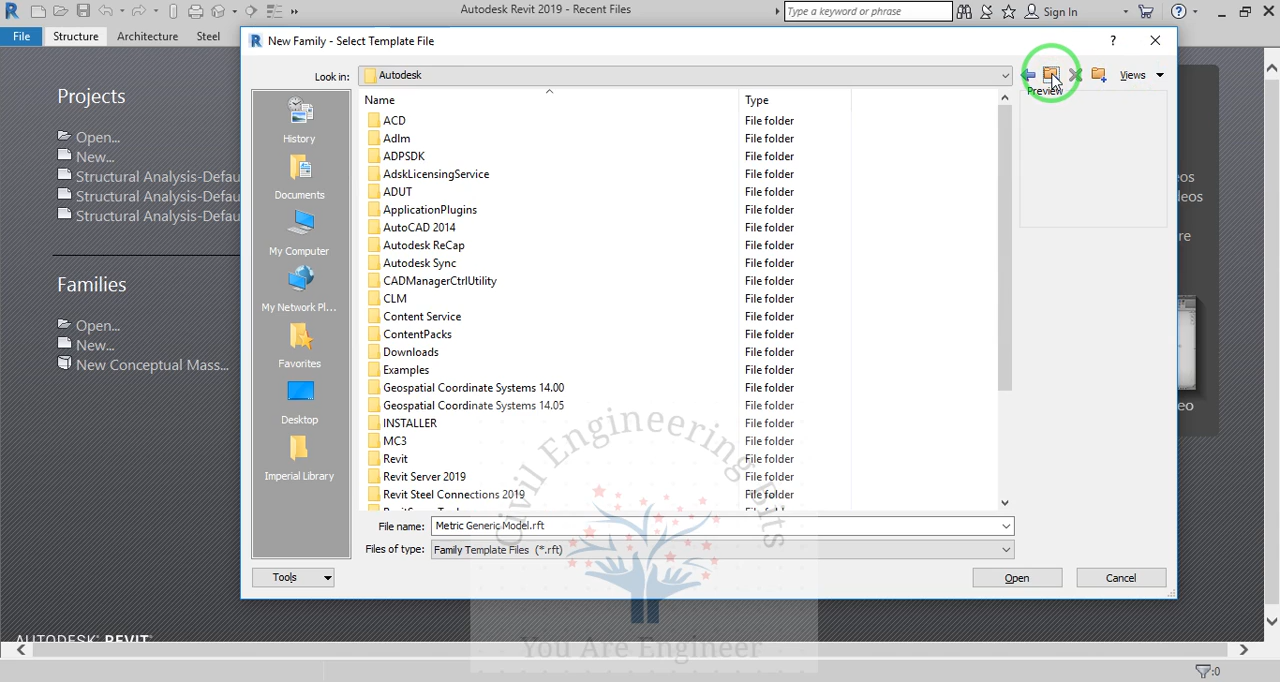 Autodesk Revit 2019 - Recent Files
Type a keyword or phrase
Sign In
File
Structure
Architecture
Steel
New Family - Select Template File
Look in:
Autodesk
Views
Preview
Name
Type
ACD
File folder
Adlm
File folder
ADPSDK
File folder
AdskLicensingService
File folder
ADUT
File folder
ApplicationPlugins
File folder
AutoCAD 2014
File folder
Autodesk ReCap
File folder
Autodesk Sync
File folder
CADManagerCtrlUtility
File folder
CLM
File folder
Content Service
File folder
ContentPacks
File folder
Downloads
File folder
Examples
File folder
Geospatial Coordinate Systems 14.00
File folder
Geospatial Coordinate Systems 14.05
File folder
INSTALLER
File folder
MC3
File folder
Revit
File folder
Revit Server 2019
File folder
Revit Steel Connections 2019
File folder
History
Documents
My Computer
My Network Pl...
Favorites
Desktop
Imperial Library
File name:
Metric Generic Model.rft
Files of type:
Family Template Files (*.rft)
Tools
Open
Cancel
Projects
Open...
New...
Structural Analysis-Defau
Structural Analysis-Defau
Structural Analysis-Defau
Families
Open...
New...
New Conceptual Mass...
AUTODESK® REVIT®
eos
deos
re
eo
Civil Engineering Bits
You Are Engineer
:0